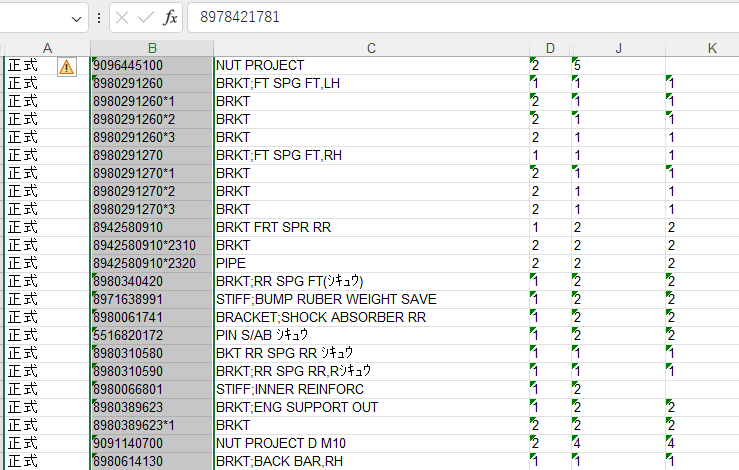 8978421781
A B C D J K
正式 9096445100 NUT PROJECT 2 5
正式 8980291260 BRKT;FT SPG FT,LH 1 1 1
正式 8980291260*1 BRKT 2 1 1
正式 8980291260*2 BRKT 2 1 1
正式 8980291260*3 BRKT 2 1 1
正式 8980291270 BRKT;FT SPG FT,RH 1 1 1
正式 8980291270*1 BRKT 2 1 1
正式 8980291270*2 BRKT 2 1 1
正式 8980291270*3 BRKT 2 1 1
正式 8942580910 BRKT FRT SPR RR 1 2 2
正式 8942580910*2310 BRKT 2 2 2
正式 8942580910*2320 PIPE 2 2 2
正式 8980340420 BRKT;RR SPG FT(ｼｷｭｳ) 1 2 2
正式 8971638991 STIFF;BUMP RUBER WEIGHT SAVE 1 2 2
正式 8980061741 BRACKET;SHOCK ABSORBER RR 1 2 2
正式 5516820172 PIN S/AB ｼｷｭｳ 1 2 2
正式 8980310580 BKT RR SPG RR ｼｷｭｳ 1 1 1
正式 8980310590 BRKT;RR SPG RR,Rｼｷｭｳ 1 1 1
正式 8980066801 STIFF;INNER REINFORC 1 2
正式 8980389623 BRKT;ENG SUPPORT OUT 1 2 2
正式 8980389623*1 BRKT 2 2 2
正式 9091140700 NUT PROJECT D M10 2 4 4
正式 8980614130 BRKT;BACK BAR,RH 1 1 1